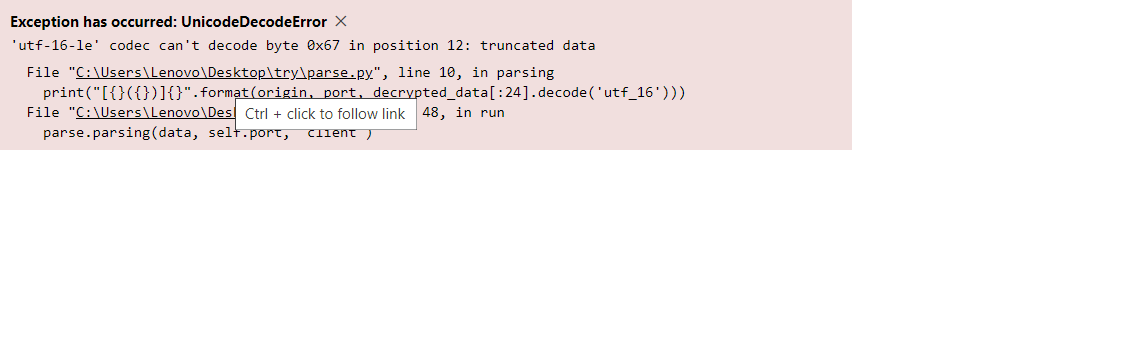 Exception has occurred: UnicodeDecodeError ×
'utf-16-le' codec can't decode byte 0x67 in position 12: truncated data
File "C:\Users\Lenovo\Desktop\try\parse.py", line 10, in parsing
print("[{}({})]{}".format(origin, port, decrypted_data[:24].decode('utf_16')))
File "C:\Users\Lenovo\Des 48, in run
Ctrl + click to follow link
parse.parsing(data, self.port, 'client')